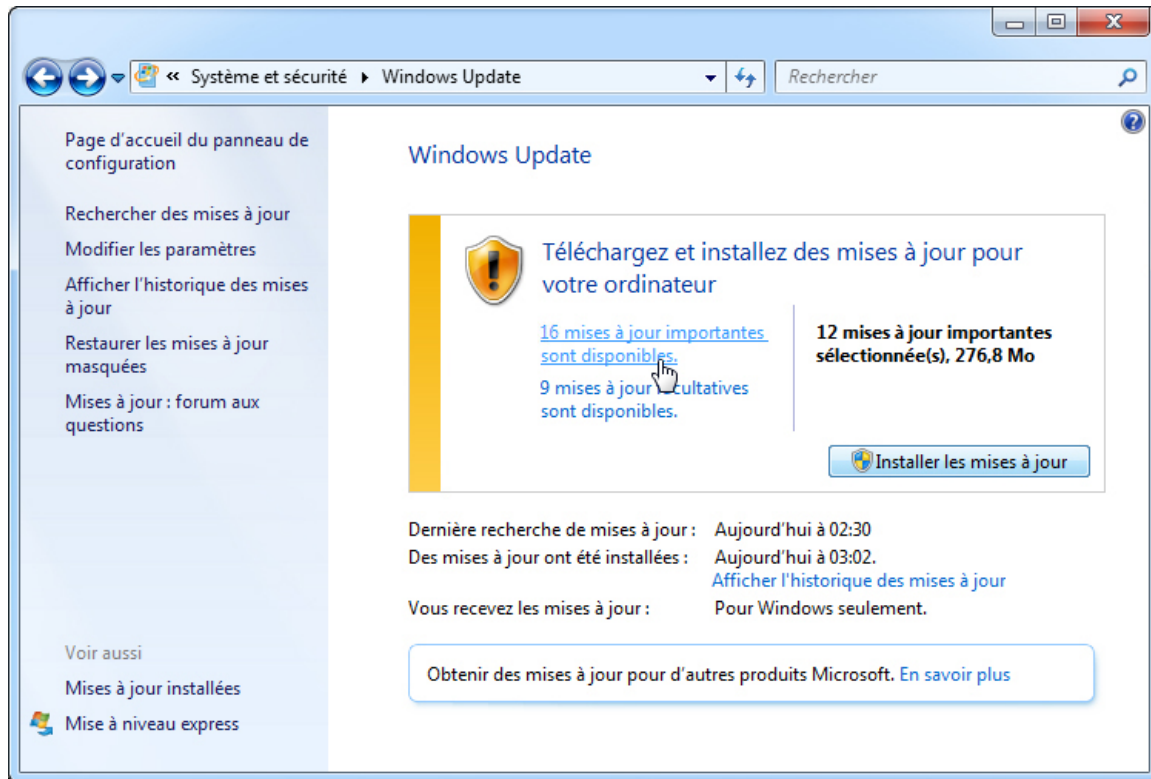 « Système et sécurité ▸ Windows Update
Rechercher
Page d'accueil du panneau de
configuration
Rechercher des mises à jour
Modifier les paramètres
Afficher l'historique des mises
à jour
Restaurer les mises à jour
masquées
Mises à jour : forum aux
questions
Voir aussi
Mises à jour installées
Mise à niveau express
Windows Update
Téléchargez et installez des mises à jour pour
votre ordinateur
16 mises à jour importantes
sont disponibles.
9 mises à jour facultatives
sont disponibles.
12 mises à jour importantes
sélectionnée(s), 276,8 Mo
Installer les mises à jour
Dernière recherche de mises à jour : Aujourd'hui à 02:30
Des mises à jour ont été installées : Aujourd'hui à 03:02.
Afficher l'historique des mises à jour
Vous recevez les mises à jour : Pour Windows seulement.
Obtenir des mises à jour pour d'autres produits Microsoft. En savoir plus